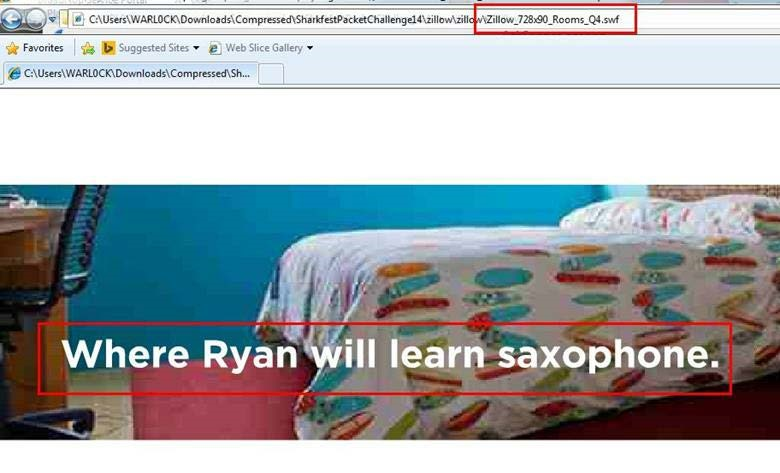 C:\Users\WARL0CK\Downloads\Compressed\SharkfestPacketChallenge14\zillow\zillow\Zillow_728x90_Rooms_Q4.swf
Favorites Suggested Sites Web Slice Gallery
C:\Users\WARL0CK\Downloads\Compressed\Sh...
Where Ryan will learn saxophone.